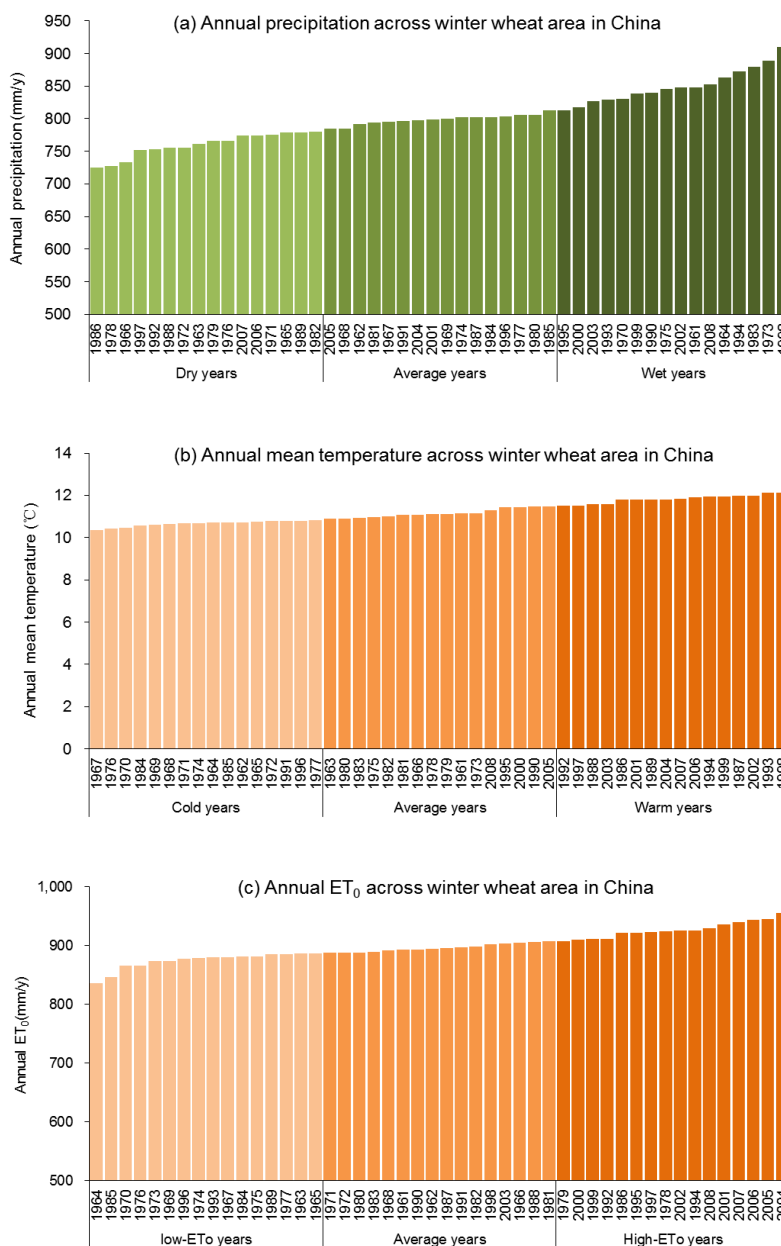 (a) Annual precipitation across winter wheat area in China
Annual precipitation (mm/y)
950
900
850
800
750
700
650
600
550
500
1986 1978 1966 1997 1992 1988 1972 1963 1979 1976 2007 2006 1971 1965 1989 1982 2005 1968 1962 1981 1967 1991 2004 2001 1969 1974 1987 1984 1996 1977 1980 1985 1995 2000 2003 1993 1970 1999 1990 1975 2002 1961 2008 1964 1994 1983 1973
Dry years Average years Wet years
(b) Annual mean temperature across winter wheat area in China
Annual mean temperature (℃)
14
12
10
8
6
4
2
0
1967 1976 1970 1984 1969 1968 1971 1974 1964 1985 1962 1965 1972 1991 1996 1977 1963 1980 1983 1975 1982 1981 1966 1978 1979 1961 1973 2008 1995 2000 1990 2005 1992 1997 1988 2003 1986 2001 1989 2004 2007 2006 1994 1999 1987 2002 1993
Cold years Average years Warm years
(c) Annual ET₀ across winter wheat area in China
Annual ET₀(mm/y)
1,000
900
800
700
600
500
1964 1985 1970 1976 1973 1969 1996 1974 1993 1967 1984 1975 1989 1977 1963 1965 1971 1972 1980 1983 1968 1961 1990 1962 1987 1991 1982 1998 2003 1966 1988 1981 1979 2000 1999 1992 1986 1995 1997 1978 2002 1994 2008 2001 2007 2006 2005
low-ETo years Average years High-ETo years